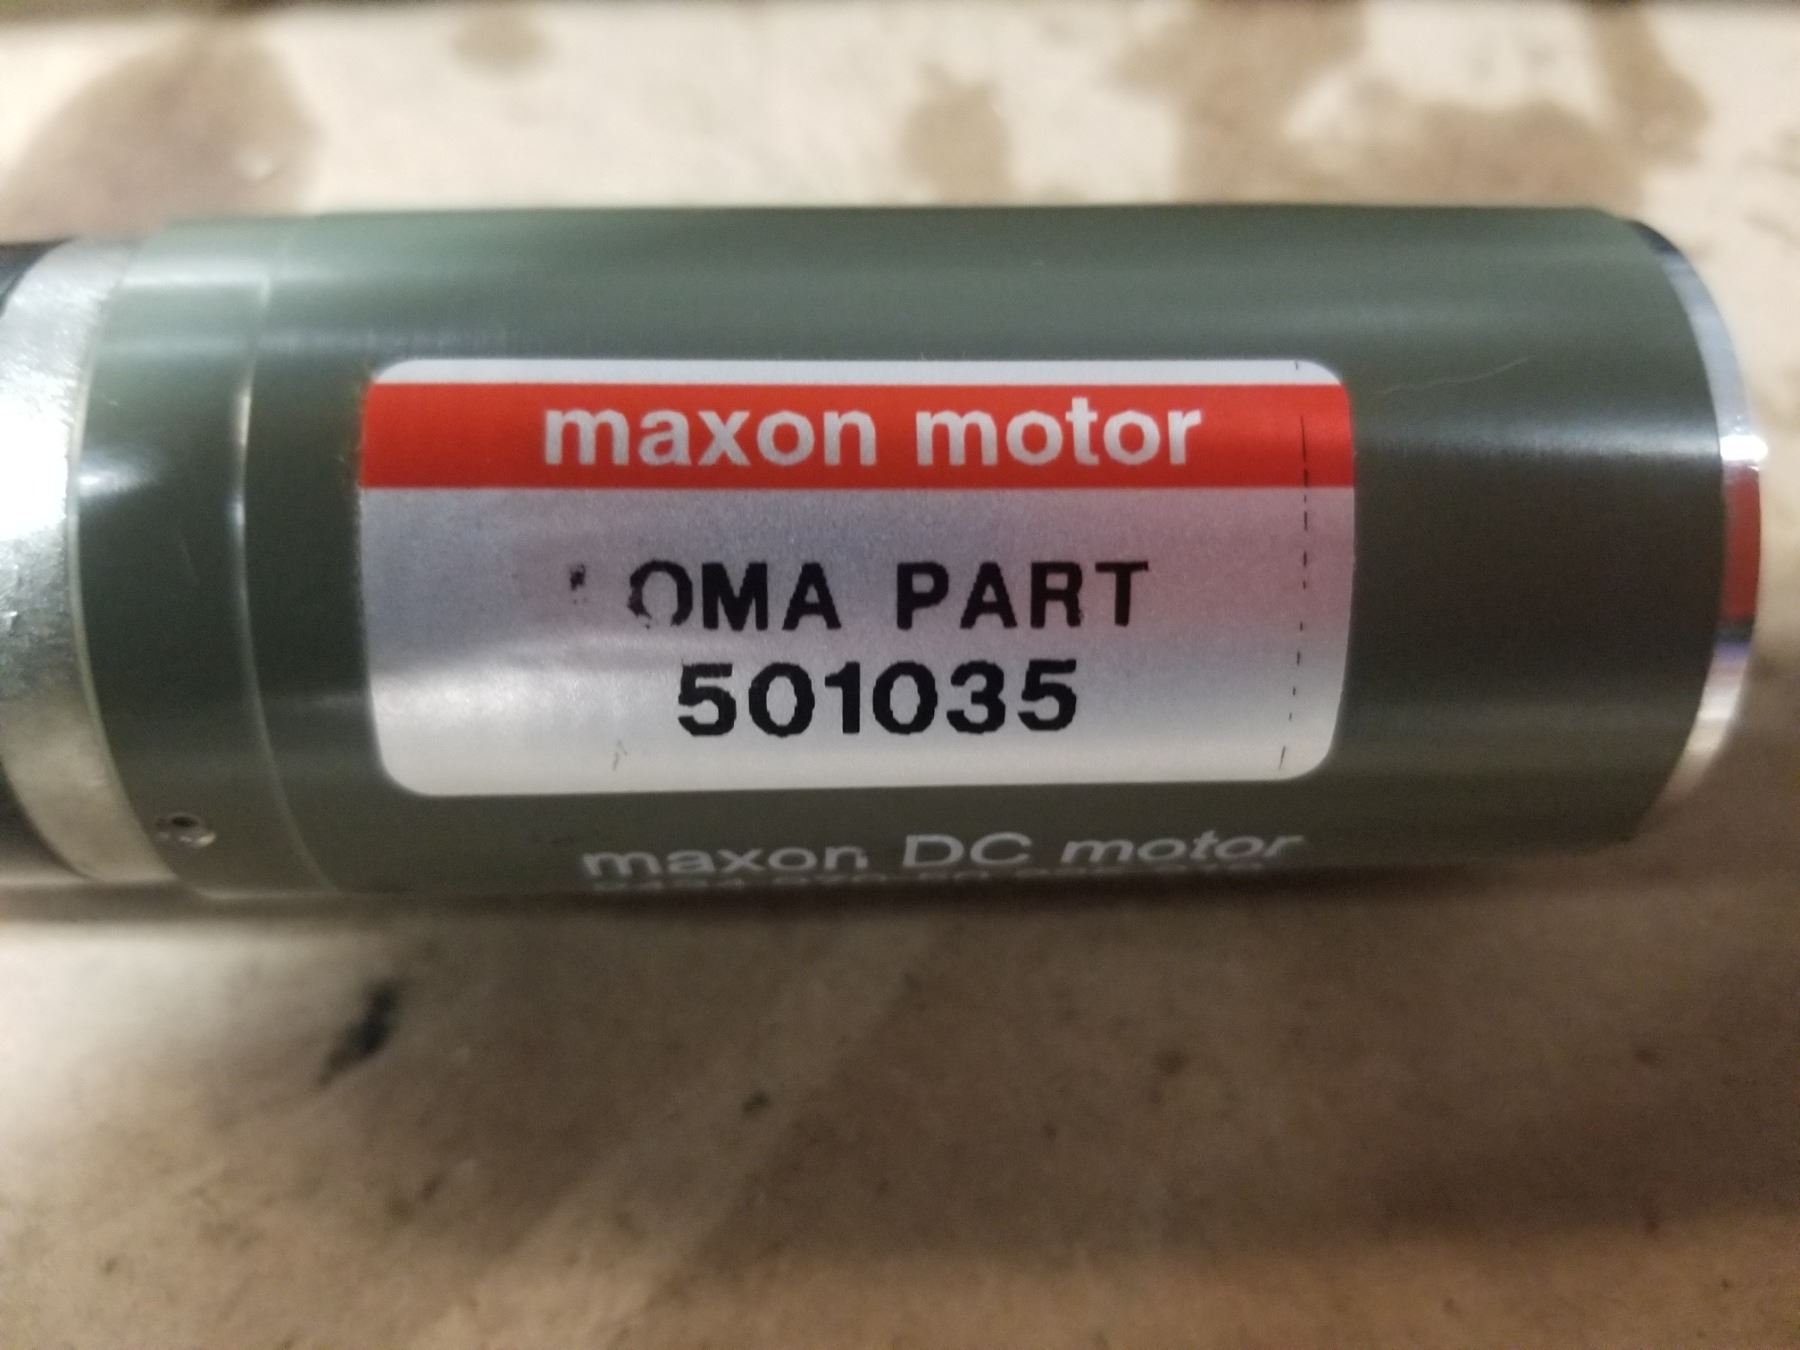 maxon motor
OMA PART
501035
maxon DC motor